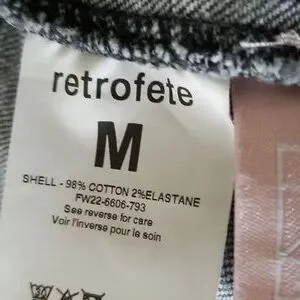 retrofete
M
SHELL - 98% COTTON 2%ELASTANE
FW22-6606-793
See reverse for care
Voir l'inverse pour le soin